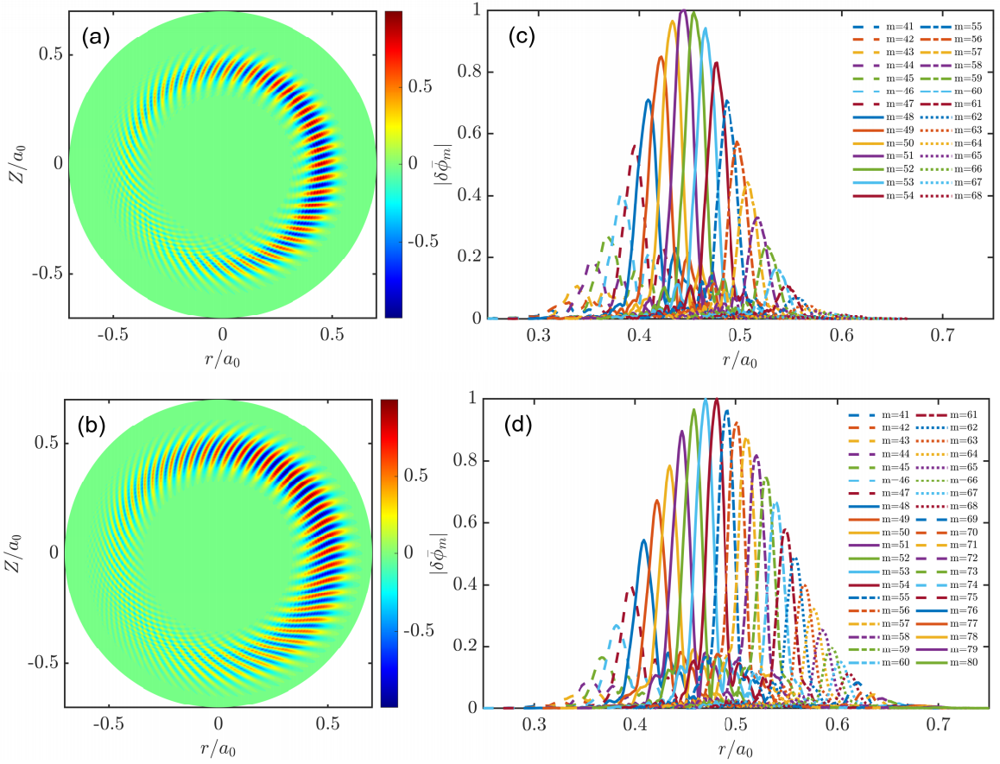 (a)
0.5
0
-0.5
Z/a₀
-0.5
0
0.5
r/a₀
0.5
0
-0.5
|δϕ̄ₘ|
(c)
1
0.8
0.6
0.4
0.2
0
0.3
0.4
0.5
0.6
0.7
r/a₀
m=41
m=42
m=43
m=44
m=45
m−46
m=47
m=48
m=49
m=50
m=51
m=52
m=53
m=54
m=55
m=56
m=57
m=58
m=59
m−60
m=61
m=62
m=63
m=64
m=65
m=66
m=67
m=68
(b)
0.5
0
-0.5
Z/a₀
-0.5
0
0.5
r/a₀
0.5
0
-0.5
|δϕ̄ₘ|
(d)
1
0.8
0.6
0.4
0.2
0
0.3
0.4
0.5
0.6
0.7
r/a₀
m=41
m=42
m=43
m=44
m=45
m−46
m=47
m=48
m=49
m=50
m=51
m=52
m=53
m=54
m=55
m=56
m=57
m=58
m=59
m=60
m=61
m=62
m=63
m=64
m=65
m−66
m=67
m=68
m=69
m=70
m=71
m=72
m=73
m=74
m=75
m=76
m=77
m=78
m=79
m=80